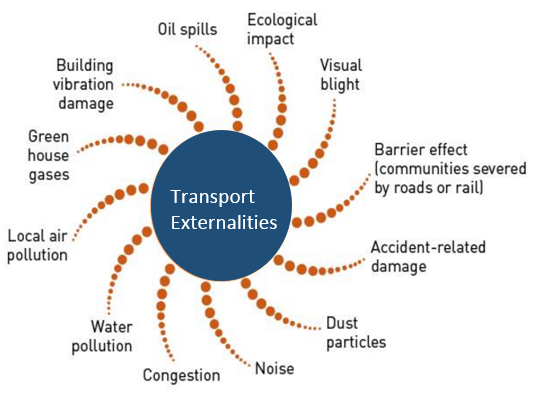 Transport
Externalities
Oil spills
Ecological
impact
Visual
blight
Barrier effect
(communities severed
by roads or rail)
Accident-related
damage
Dust
particles
Noise
Congestion
Water
pollution
Local air
pollution
Green
house
gases
Building
vibration
damage